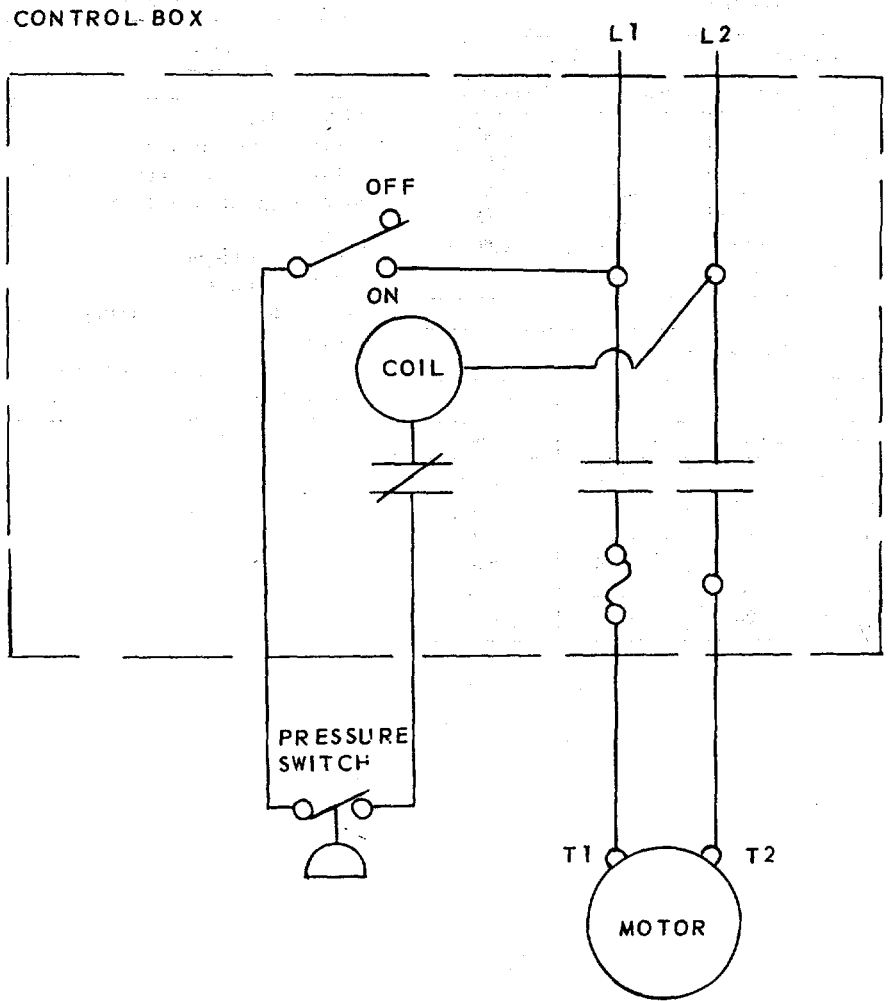 CONTROL BOX
L1 L2
OFF
ON
COIL
PRESSURE
SWITCH
T1 T2
MOTOR